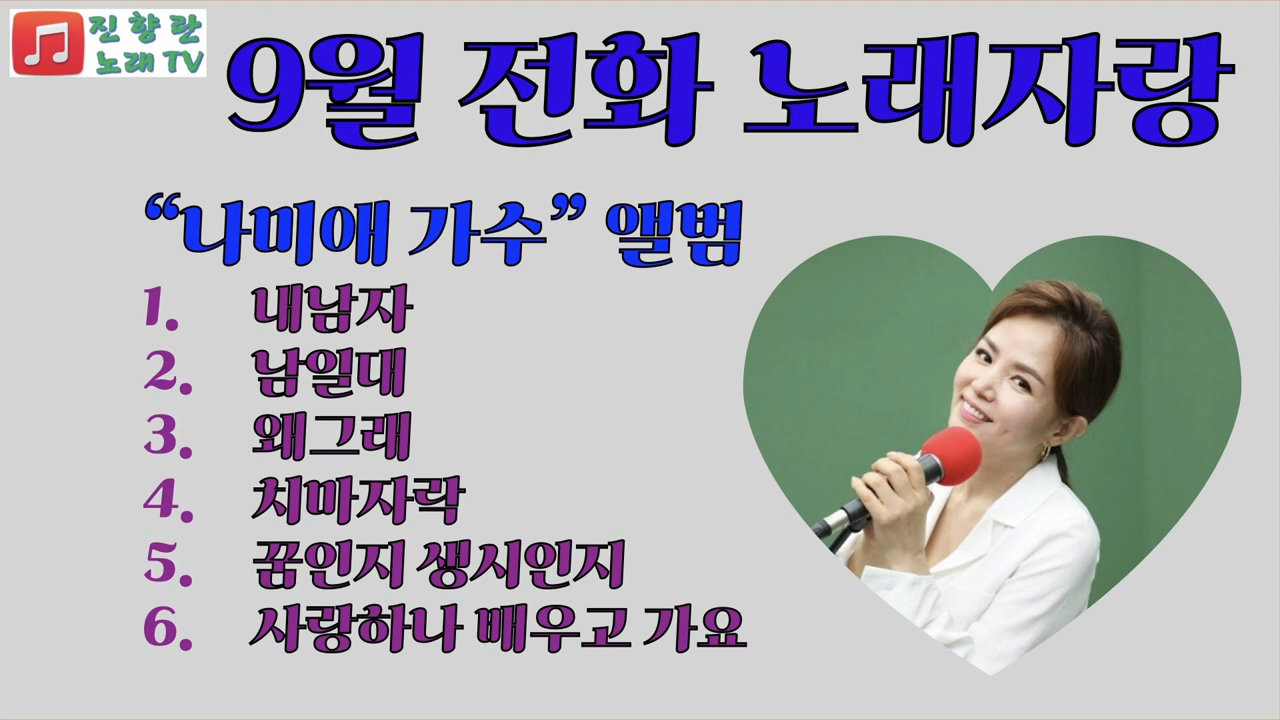 진향란
노래 TV
9월 전화 노래자랑
“나미애 가수” 앨범
1. 내남자
2. 남일대
3. 왜그래
4. 치마자락
5. 꿈인지 생시인지
6. 사랑하나 배우고 가요